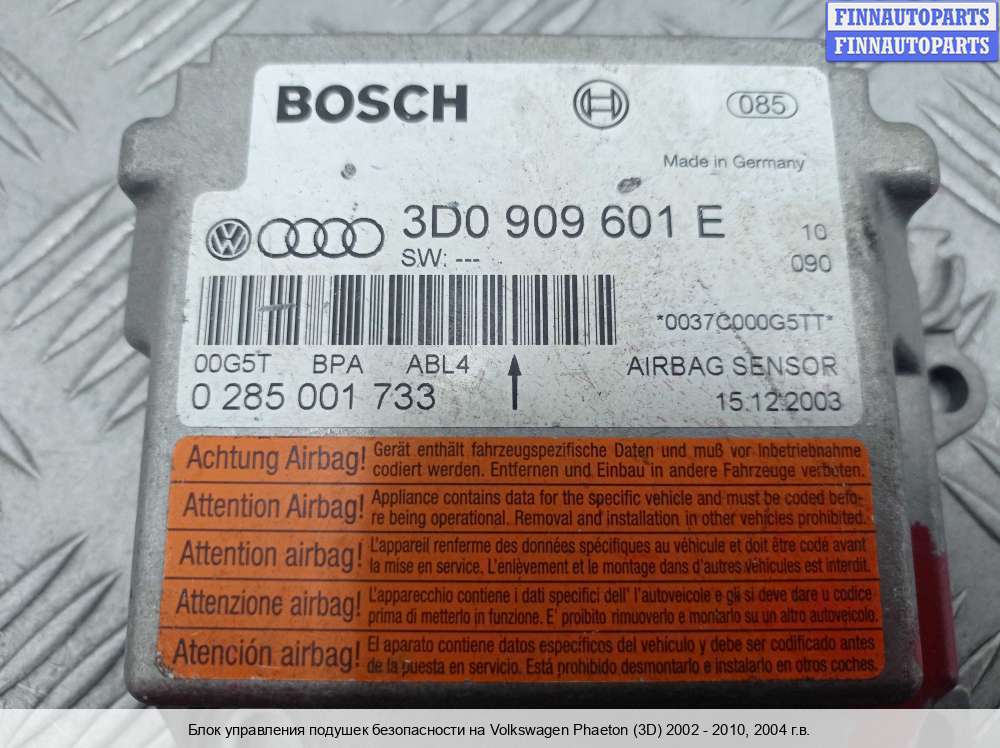 FINNAUTOPARTS
FINNAUTOPARTS
BOSCH
085
Made in Germany
3D0 909 601 E
10
SW: ---
090
*0037C000G5TT*
00G5T BPA ABL4
AIRBAG SENSOR
0 285 001 733
15.12.2003
Achtung Airbag! Gerät enthält fahrzeugspezifische Daten und muß vor Inbetriebnahme
codiert werden. Entfernen und Einbau in andere Fahrzeuge verboten.
Attention Airbag! Appliance contains data for the specific vehicle and must be coded befo-
re being operational. Removal and installation in other vehicles prohibited.
Attention airbag! L'appareil renferme des données spécifiques au véhicule et doit être codé avant
la mise en service. L'enlèvement et le montage dans d'autres véhicules est interdit.
Attenzione airbag! L'apparecchio contiene i dati specifici dell' l'autoveicolo e gli si deve dare u codice
prima di metterlo in funzione. E' proibito rimuoverlo e montarlo su un altro autoveicolo.
Atención airbag! El aparato contiene datos específicos del vehículo y debe ser codificado antes
de la puesta en servicio. Está prohibido desmontarlo e instalarlo en otros coches.
Блок управления подушек безопасности на Volkswagen Phaeton (3D) 2002 - 2010, 2004 г.в.